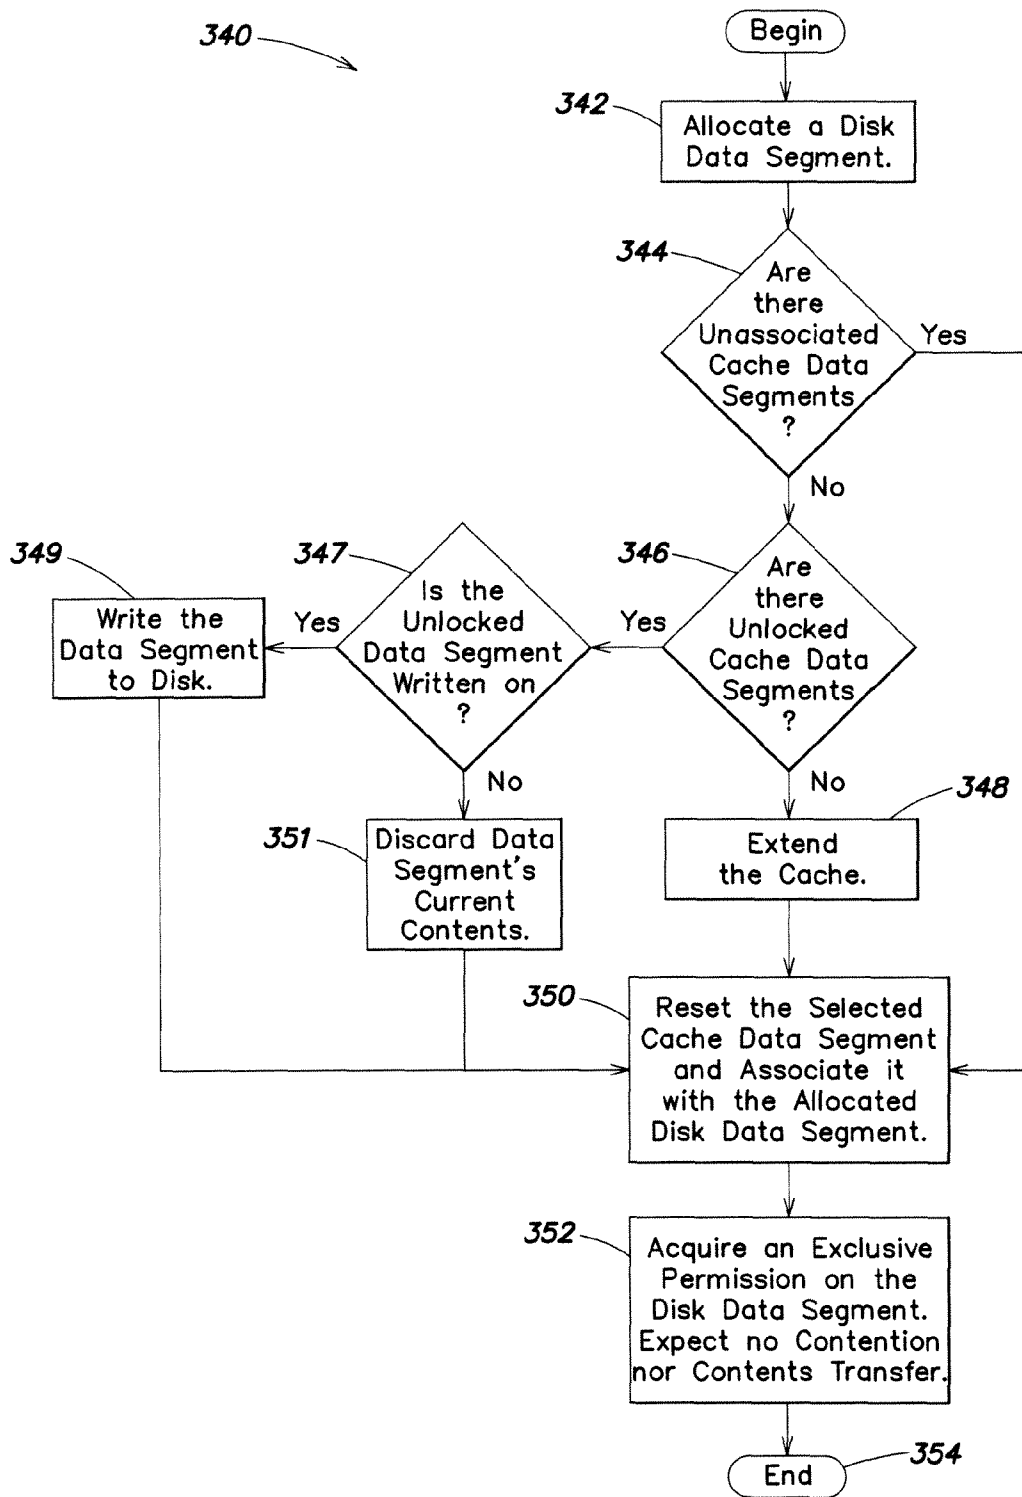 340
Begin
342
Allocate a Disk
Data Segment.
344
Are
there
Unassociated
Cache Data
Segments
?
Yes
No
349
Write the
Data Segment
to Disk.
Yes
347
Is the
Unlocked
Data Segment
Written on
?
Yes
346
Are
there
Unlocked
Cache Data
Segments
?
No
No
351
Discard Data
Segment's
Current
Contents.
348
Extend
the Cache.
350
Reset the Selected
Cache Data Segment
and Associate it
with the Allocated
Disk Data Segment.
352
Acquire an Exclusive
Permission on the
Disk Data Segment.
Expect no Contention
nor Contents Transfer.
End
354